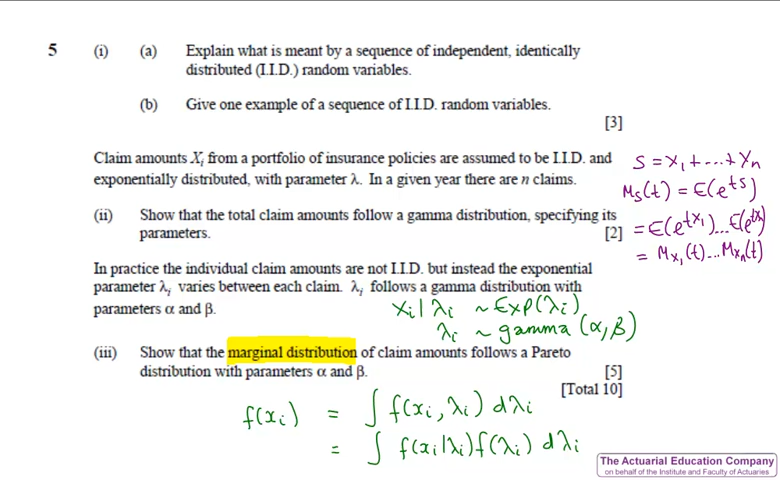 5 (i) (a) Explain what is meant by a sequence of independent, identically
distributed (I.I.D.) random variables.
(b) Give one example of a sequence of I.I.D. random variables.
[3]
Claim amounts Xᵢ from a portfolio of insurance policies are assumed to be I.I.D. and
exponentially distributed, with parameter λ. In a given year there are n claims.
(ii) Show that the total claim amounts follow a gamma distribution, specifying its
parameters. [2]
S = X₁ + ... + Xₙ
Mₛ(t) = E(e^{tS})
= E(e^{tX₁}) ... E(e^{tXₙ})
= M_{X₁}(t) ... M_{Xₙ}(t)
In practice the individual claim amounts are not I.I.D. but instead the exponential
parameter λᵢ varies between each claim. λᵢ follows a gamma distribution with
parameters α and β.
Xᵢ|λᵢ ~ Exp(λᵢ)
λᵢ ~ gamma (α, β)
(iii) Show that the marginal distribution of claim amounts follows a Pareto
distribution with parameters α and β. [5]
[Total 10]
f(xᵢ) = ∫ f(xᵢ, λᵢ) dλᵢ
= ∫ f(xᵢ|λᵢ) f(λᵢ) dλᵢ
The Actuarial Education Company
on behalf of the Institute and Faculty of Actuaries